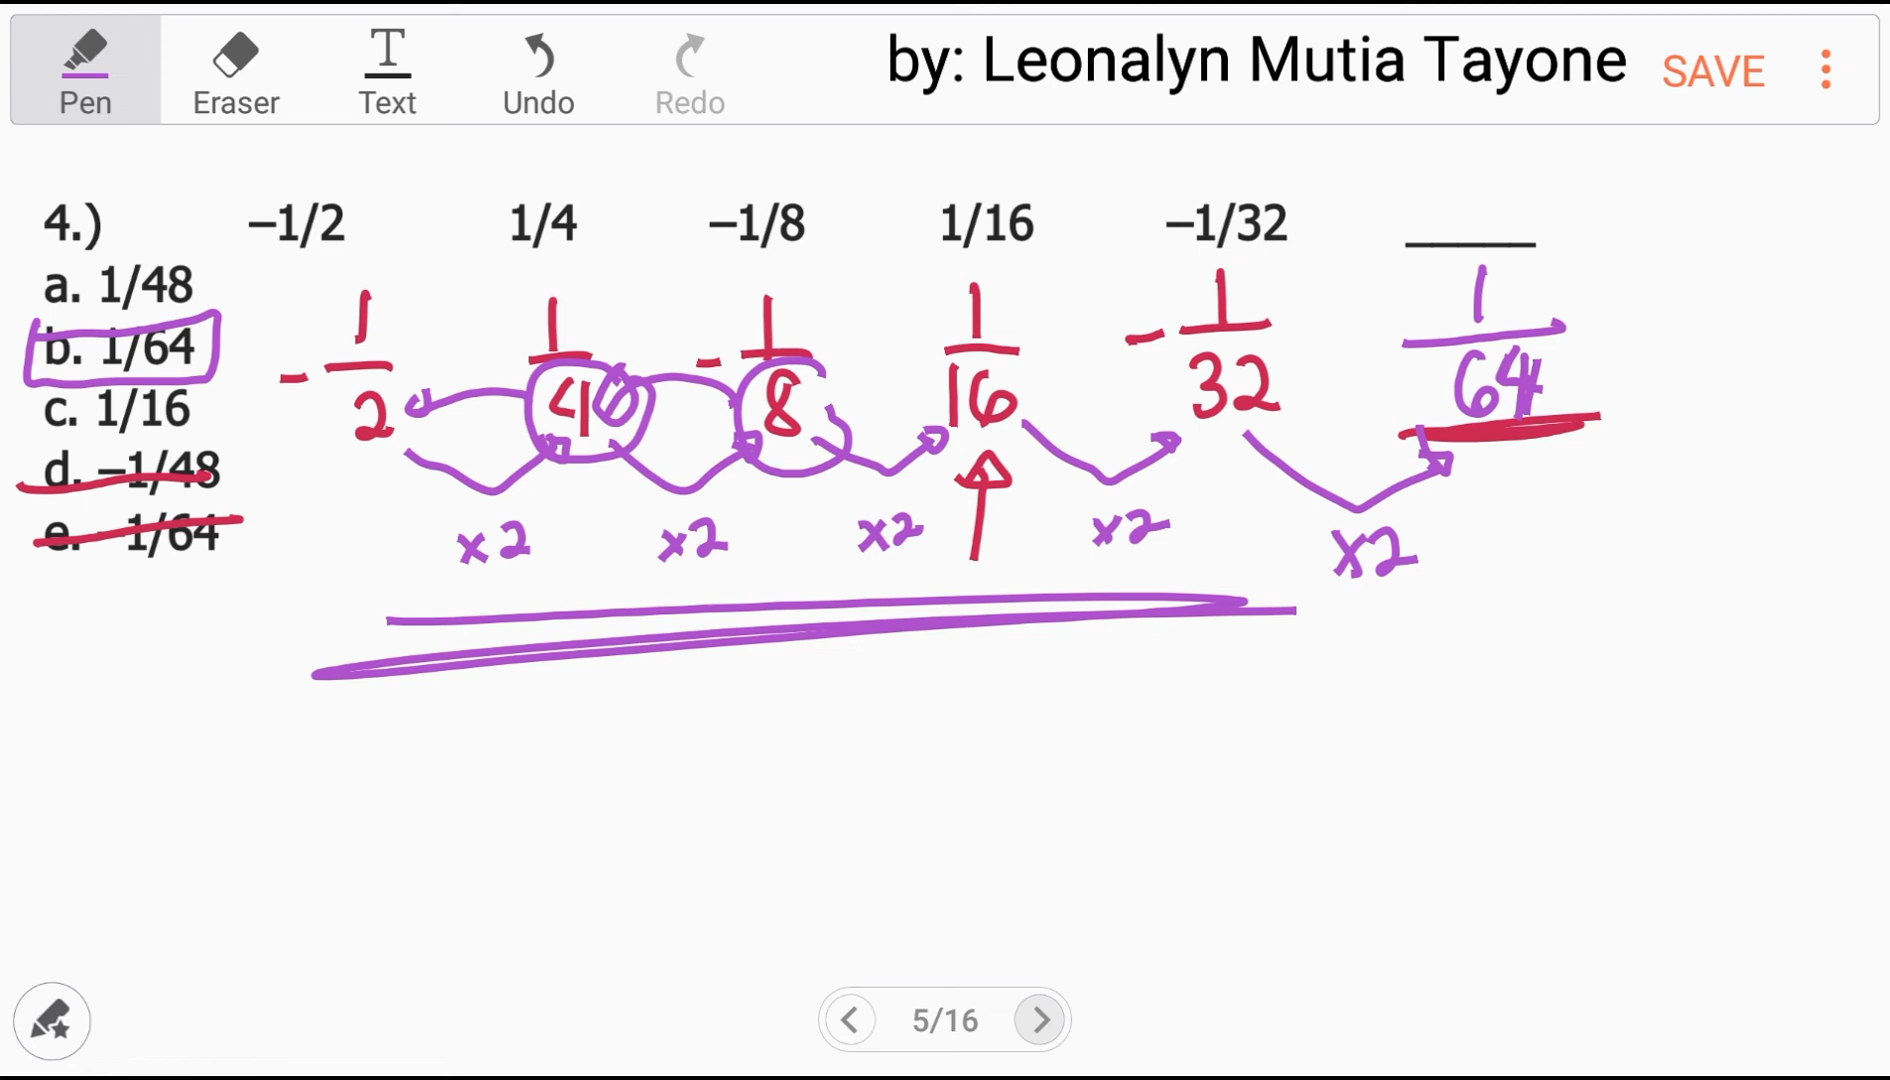 by: Leonalyn Mutia Tayone
SAVE
Pen Eraser Text Undo Redo
4.) –1/2 1/4 –1/8 1/16 –1/32 _____
a. 1/48
b. 1/64
c. 1/16
d. –1/48
e. –1/64
- 1/2 1/4 - 1/8 1/16 - 1/32 1/64
x2 x2 x2 x2 x2
5/16